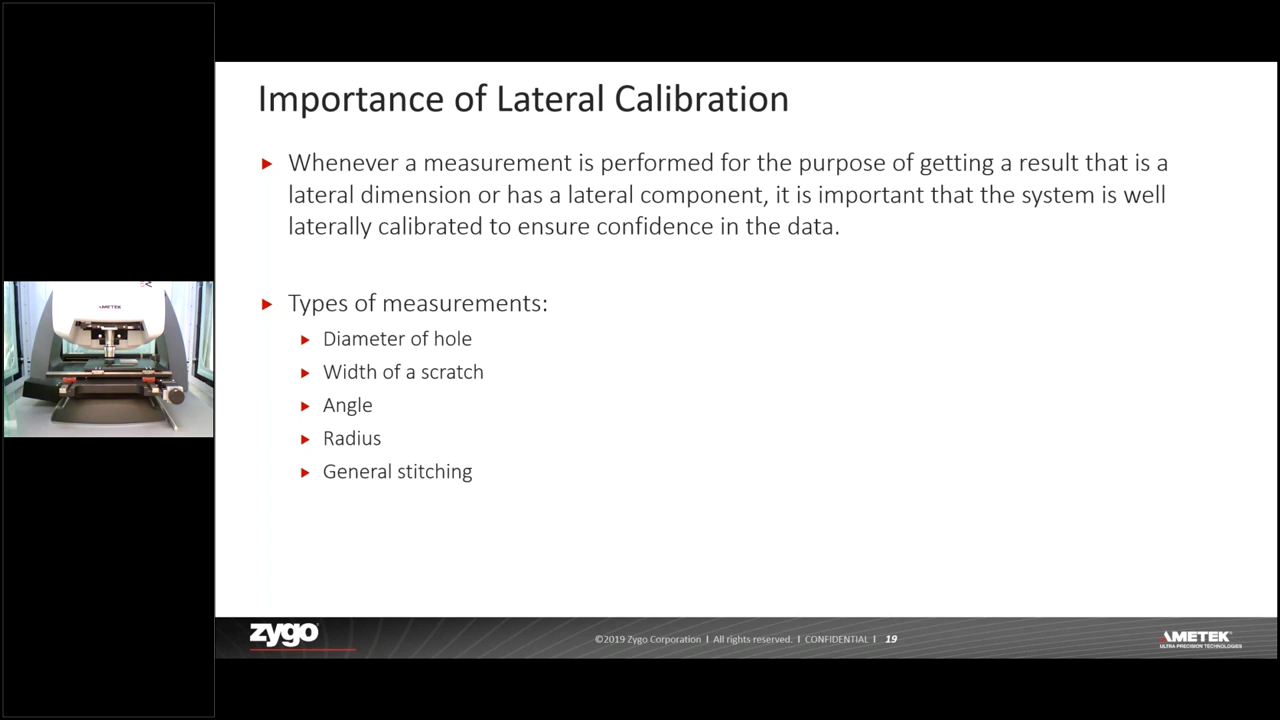 Importance of Lateral Calibration
Whenever a measurement is performed for the purpose of getting a result that is a
lateral dimension or has a lateral component, it is important that the system is well
laterally calibrated to ensure confidence in the data.
Types of measurements:
Diameter of hole
Width of a scratch
Angle
Radius
General stitching
AMETEK
zygo
©2019 Zygo Corporation | All rights reserved. | CONFIDENTIAL | 19
AMETEK
ULTRA PRECISION TECHNOLOGIES